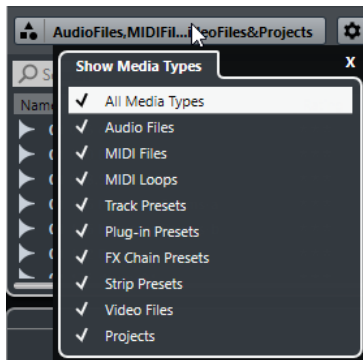 AudioFiles,MIDIFil...ideoFiles&Projects
Show Media Types
X
All Media Types
Audio Files
MIDI Files
MIDI Loops
Track Presets
Plug-in Presets
FX Chain Presets
Strip Presets
Video Files
Projects